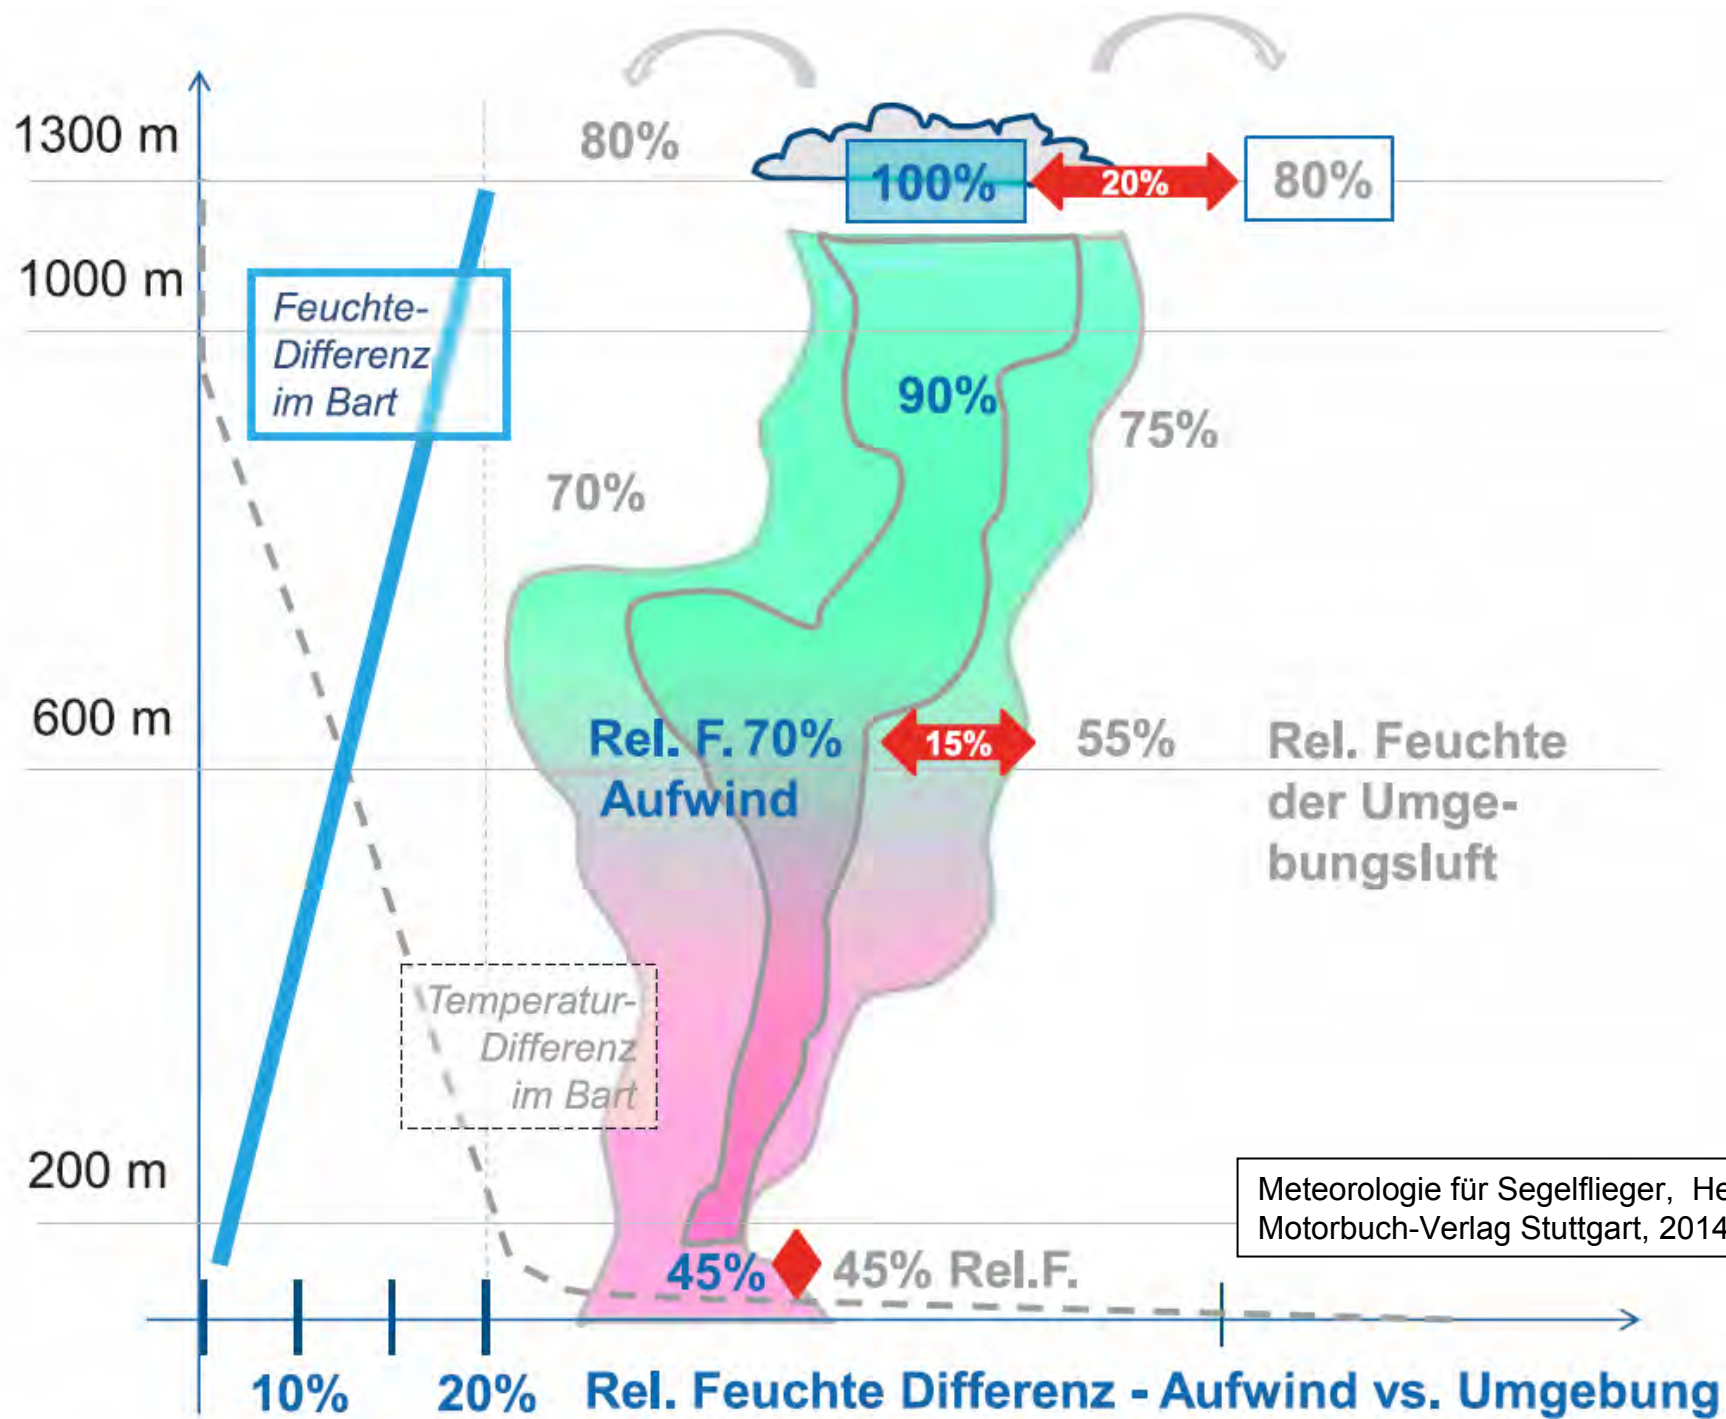 1300 m
80%
100%
20%
80%
1000 m
Feuchte-
Differenz
im Bart
90%
75%
70%
600 m
Rel. F. 70%
Aufwind
15%
55%
Rel. Feuchte
der Umge-
bungsluft
Temperatur-
Differenz
im Bart
200 m
Meteorologie für Segelflieger,
Motorbuch-Verlag Stuttgart, 2014
45%
45% Rel.F.
10%
20%
Rel. Feuchte Differenz - Aufwind vs. Umgebung